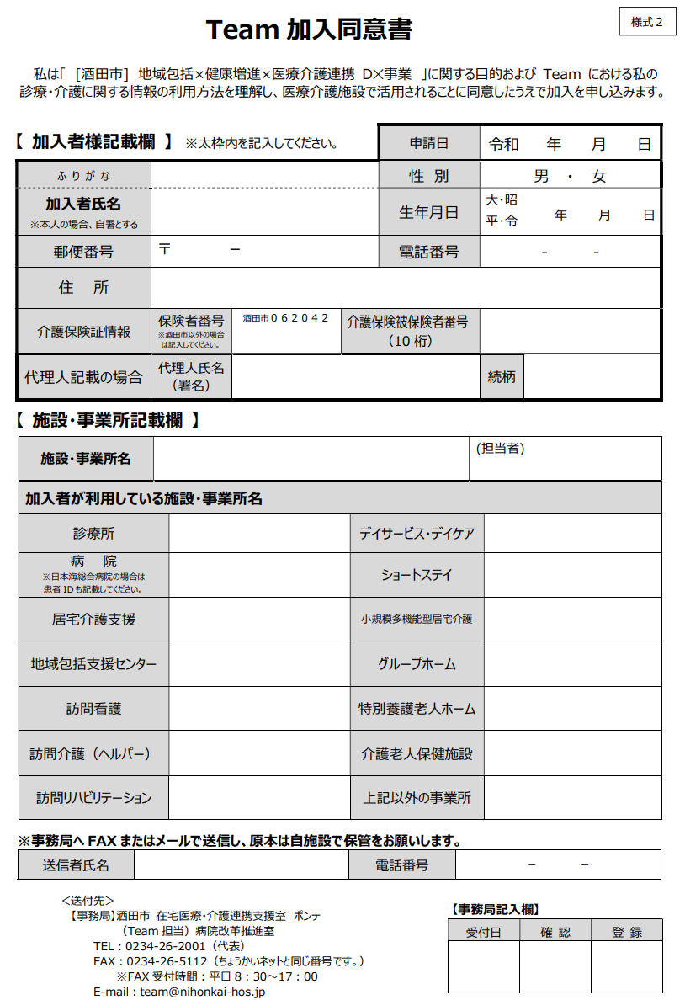 Team 加入同意書
様式２
私は「 [酒田市] 地域包括×健康増進×医療介護連携 D×事業 」に関する目的および Team における私の
診療・介護に関する情報の利用方法を理解し、医療介護施設で活用されることに同意したうえで加入を申し込みます。
【 加入者様記載欄 】 ※太枠内を記入してください。
申請日 令和 年 月 日
ふりがな 性 別 男 ・ 女
加入者氏名
※本人の場合、自署とする
生年月日 大・昭
平・令 年 月 日
郵便番号 〒 － 電話番号 - -
住 所
介護保険証情報 保険者番号
※酒田市以外の場合
は記入してください。
酒田市０６２０４２
介護保険被保険者番号
（10 桁）
代理人記載の場合 代理人氏名
（署名）
続柄
【 施設・事業所記載欄 】
施設・事業所名 (担当者)
加入者が利用している施設・事業所名
診療所 デイサービス・デイケア
病 院
※日本海総合病院の場合は
患者 ID も記載してください。
ショートステイ
居宅介護支援 小規模多機能型居宅介護
地域包括支援センター グループホーム
訪問看護 特別養護老人ホーム
訪問介護（ヘルパー） 介護老人保健施設
訪問リハビリテーション 上記以外の事業所
※事務局へ FAX またはメールで送信し、原本は自施設で保管をお願いします。
送信者氏名 電話番号 － －
＜送付先＞
【事務局】酒田市 在宅医療・介護連携支援室 ポンテ
（Team 担当）病院改革推進室
TEL：0234-26-2001（代表）
FAX：0234-26-5112（ちょうかいネットと同じ番号です。）
※FAX 受付時間：平日 8：30～17：00
E-mail：team@nihonkai-hos.jp
【事務局記入欄】
受付日 確 認 登 録